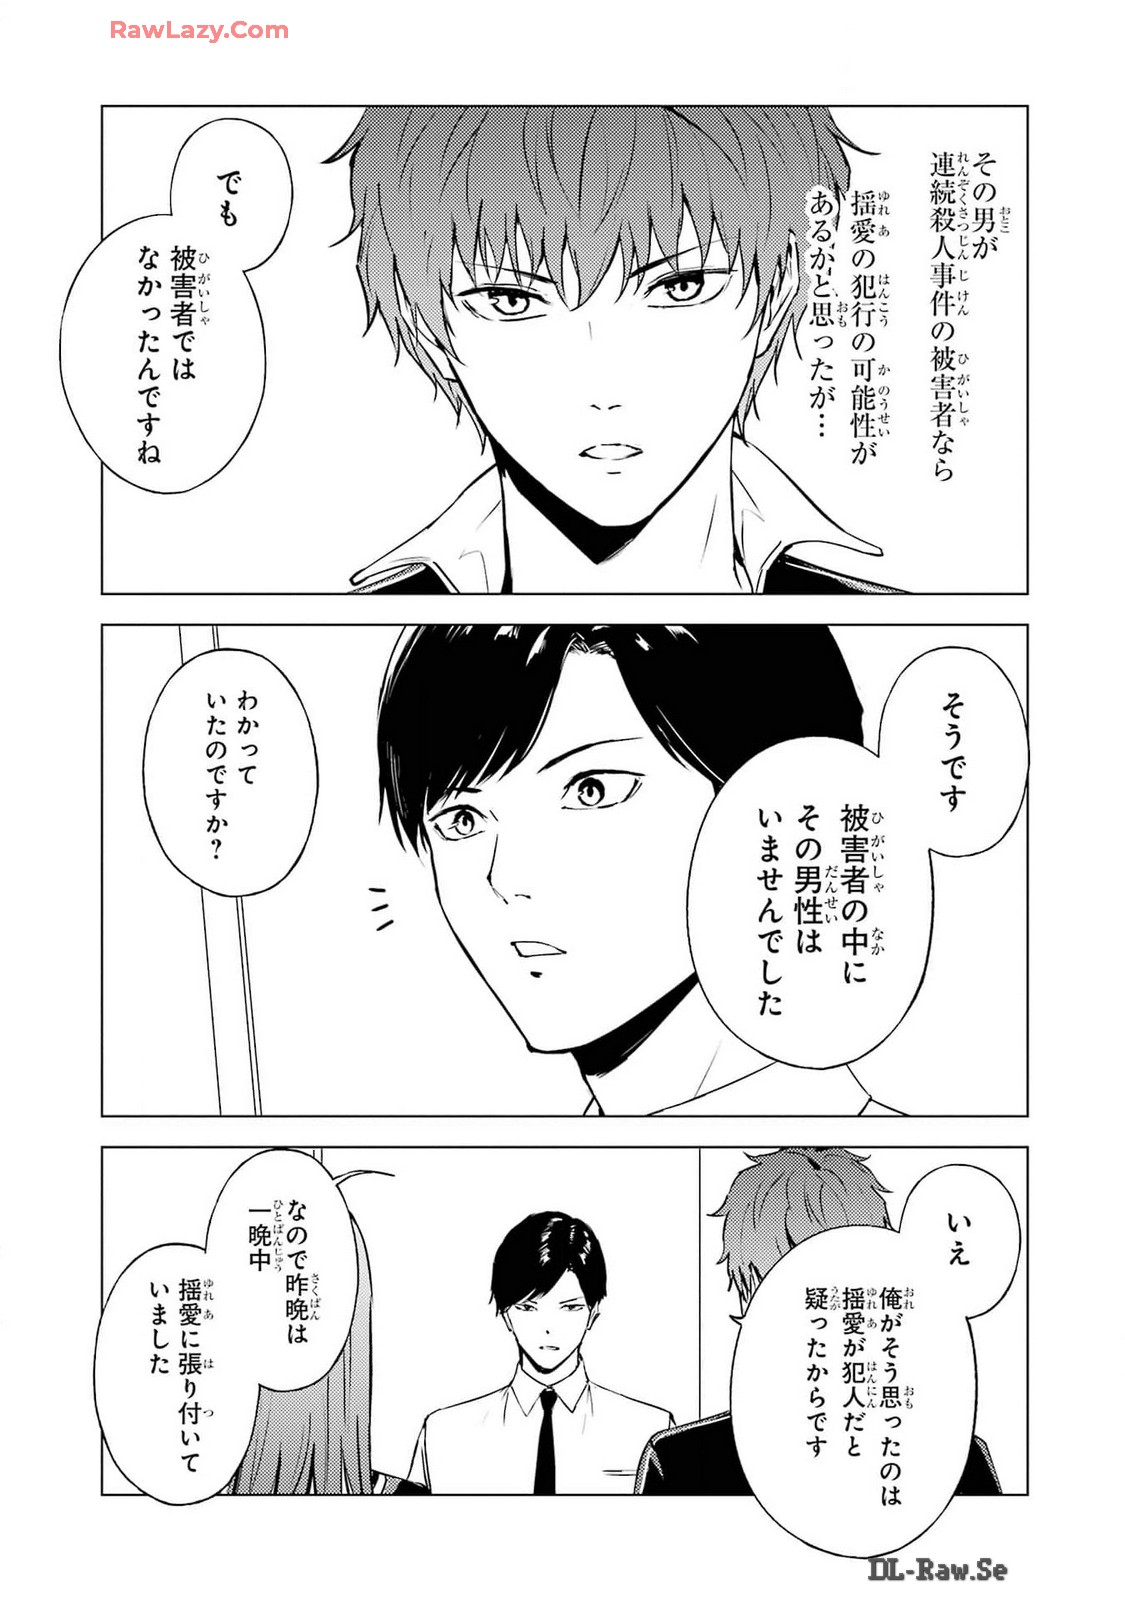 RawLazy.Com
その男が
連続殺人事件の被害者なら
揺愛の犯行の可能性が
あるかと思ったが…
でも
被害者では
なかったんですね
そうです
被害者の中に
その男性は
いませんでした
わかって
いたのですか？
いえ
俺がそう思ったのは
揺愛が犯人だと
疑ったからです
なので昨晩は
一晩中
揺愛に張り付いて
いました
DL-Raw.Se